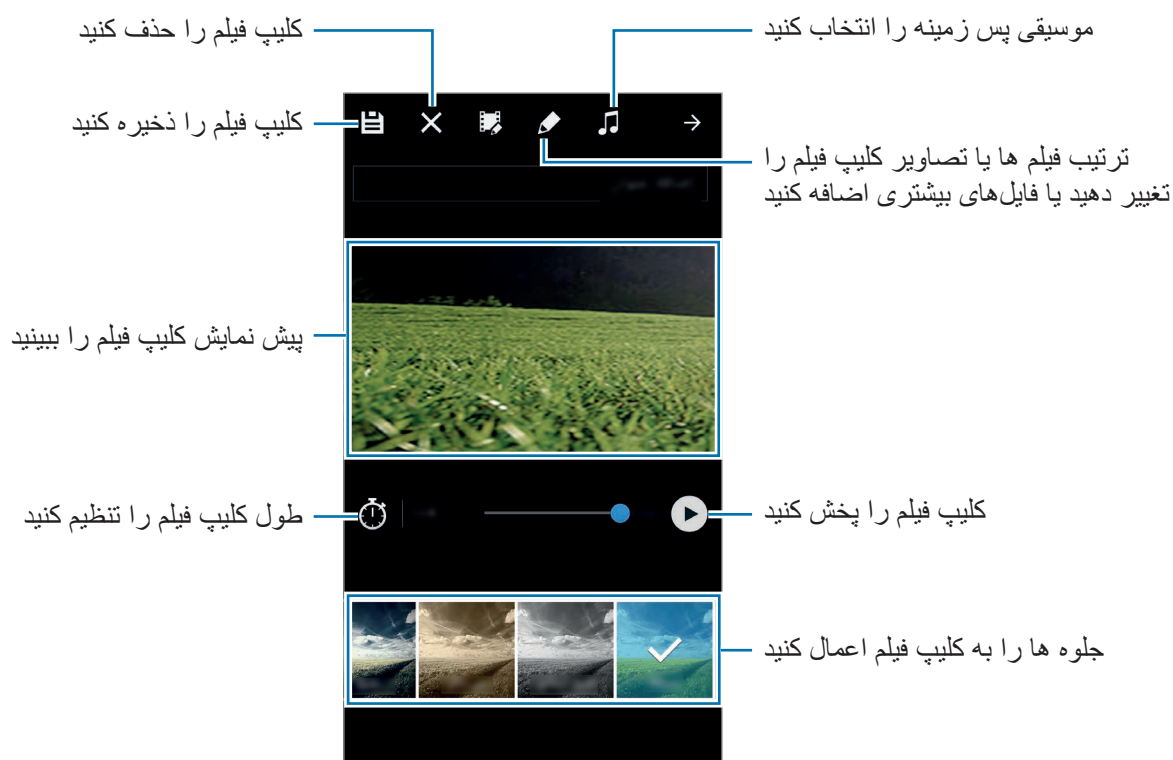 موسیقی پس زمینه را انتخاب کنید
کلیپ فیلم را حذف کنید
کلیپ فیلم را ذخیره کنید
ترتیب فیلم ها یا تصاویر کلیپ فیلم را
تغییر دهید یا فایل‌های بیشتری اضافه کنید
پیش نمایش کلیپ فیلم را ببینید
کلیپ فیلم را پخش کنید
طول کلیپ فیلم را تنظیم کنید
جلوه ها را به کلیپ فیلم اعمال کنید